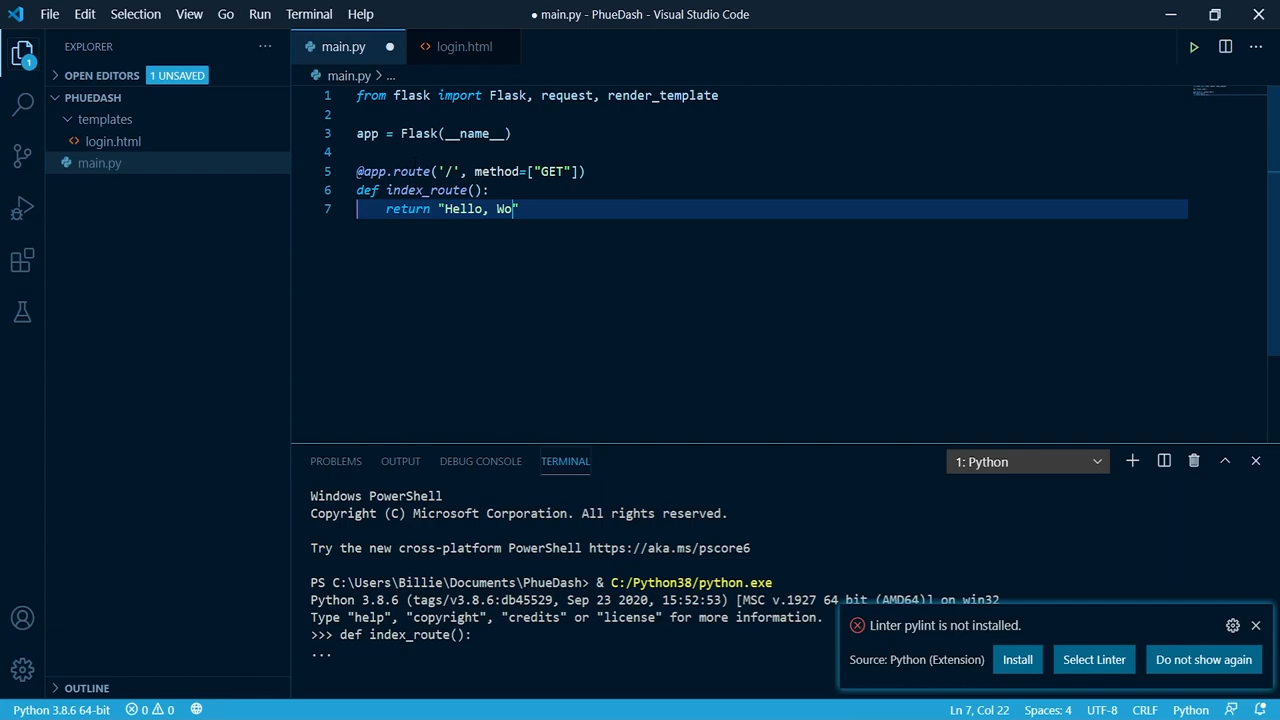 File Edit Selection View Go Run Terminal Help
● main.py - PhueDash - Visual Studio Code
EXPLORER
OPEN EDITORS 1 UNSAVED
PHUEDASH
templates
<> login.html
main.py
1
main.py ●
<> login.html
main.py > ...
1 from flask import Flask, request, render_template
2
3 app = Flask(__name__)
4
5 @app.route('/', method=["GET"])
6 def index_route():
7 return "Hello, Wo"
PROBLEMS OUTPUT DEBUG CONSOLE TERMINAL
1: Python
Windows PowerShell
Copyright (C) Microsoft Corporation. All rights reserved.
Try the new cross-platform PowerShell https://aka.ms/pscore6
PS C:\Users\Billie\Documents\PhueDash> & C:/Python38/python.exe
Python 3.8.6 (tags/v3.8.6:db45529, Sep 23 2020, 15:52:53) [MSC v.1927 64 bit (AMD64)] on win32
Type "help", "copyright", "credits" or "license" for more information.
>>> def index_route():
...
Linter pylint is not installed.
Source: Python (Extension) Install Select Linter Do not show again
OUTLINE
Python 3.8.6 64-bit 0 0 Ln 7, Col 22 Spaces: 4 UTF-8 CRLF Python